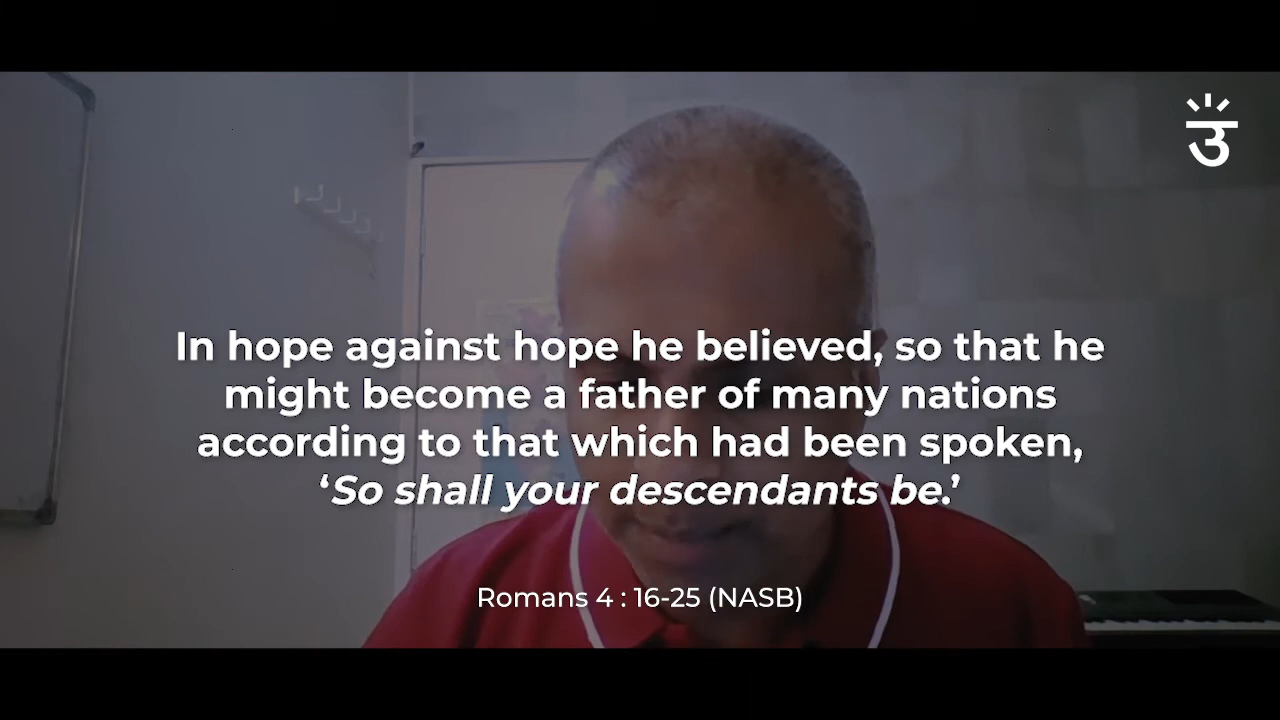 उ
In hope against hope he believed, so that he
might become a father of many nations
according to that which had been spoken,
‘So shall your descendants be.’
Romans 4 : 16-25 (NASB)